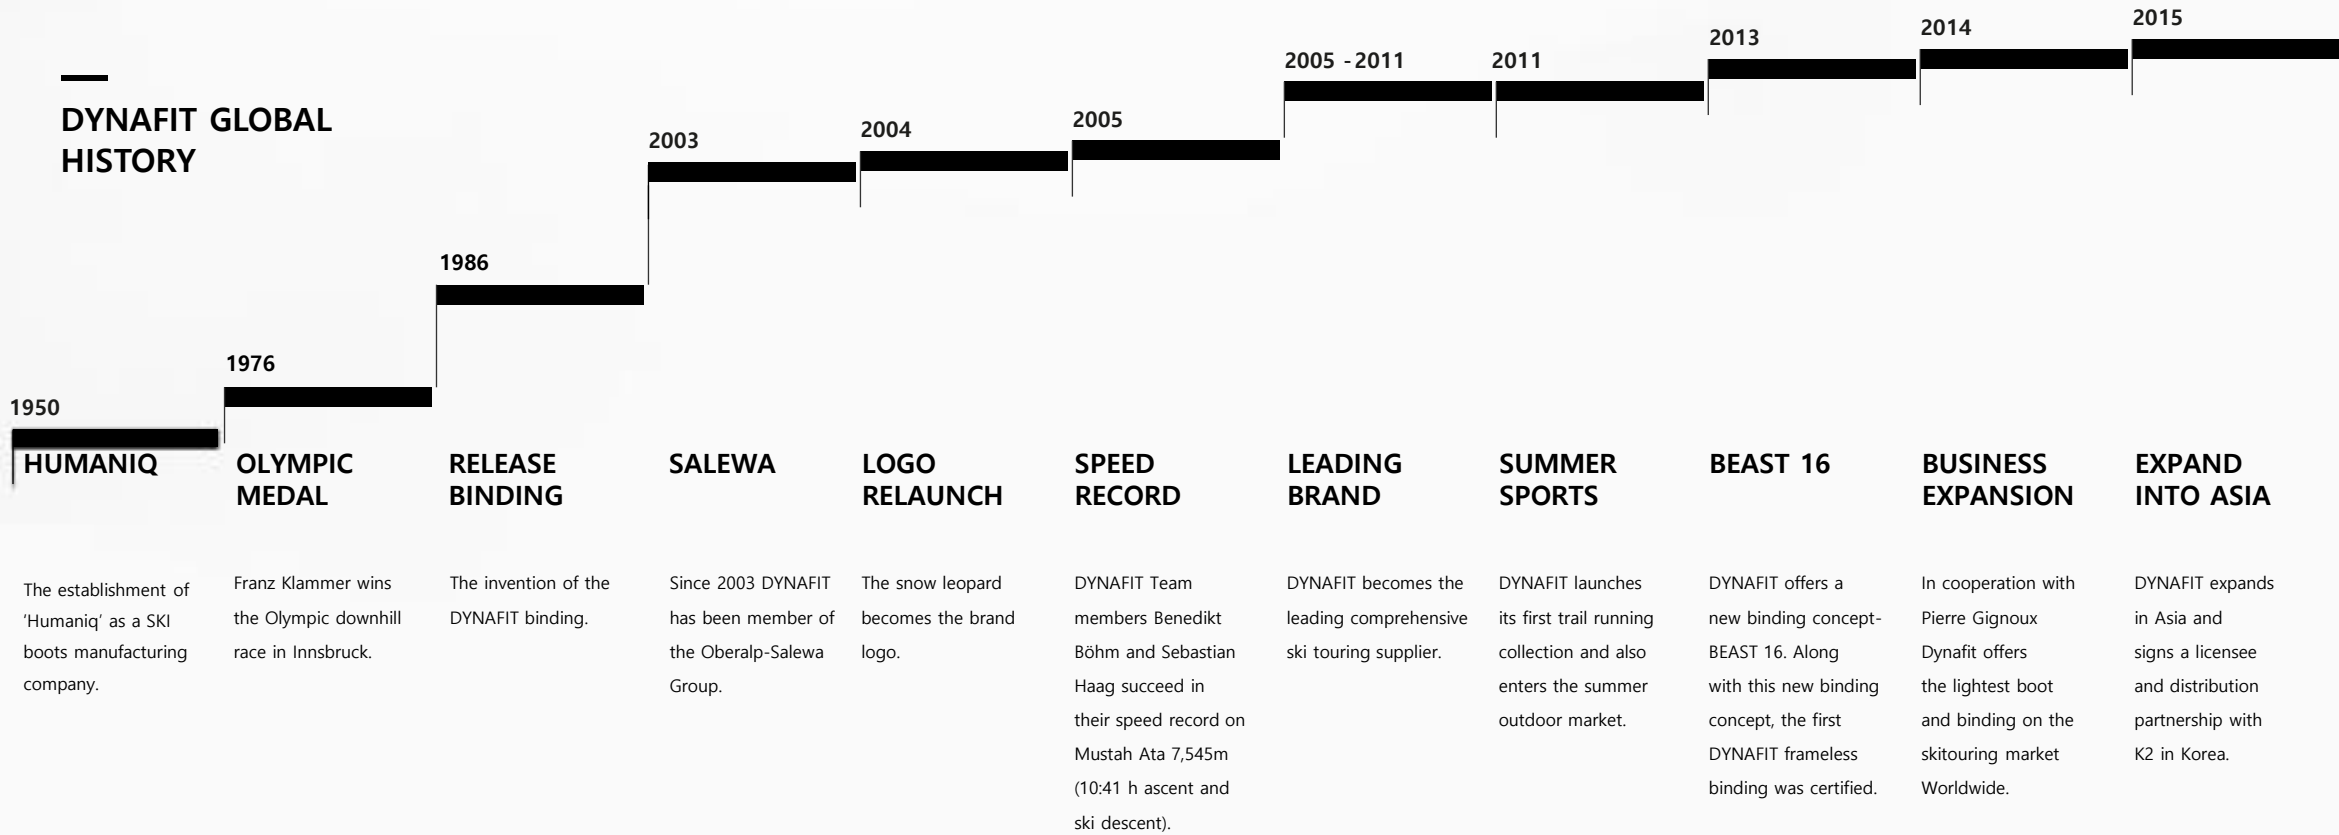 DYNAFIT GLOBAL
HISTORY
1950
HUMANIQ
The establishment of
'Humaniq' as a SKI
boots manufacturing
company.
1976
OLYMPIC
MEDAL
Franz Klammer wins
the Olympic downhill
race in Innsbruck.
1986
RELEASE
BINDING
The invention of the
DYNAFIT binding.
2003
SALEWA
Since 2003 DYNAFIT
has been member of
the Oberalp-Salewa
Group.
2004
LOGO
RELAUNCH
The snow leopard
becomes the brand
logo.
2005
SPEED
RECORD
DYNAFIT Team
members Benedikt
Böhm and Sebastian
Haag succeed in
their speed record on
Mustah Ata 7,545m
(10:41 h ascent and
ski descent).
2005 - 2011
LEADING
BRAND
DYNAFIT becomes the
leading comprehensive
ski touring supplier.
2011
SUMMER
SPORTS
DYNAFIT launches
its first trail running
collection and also
enters the summer
outdoor market.
2013
BEAST 16
DYNAFIT offers a
new binding concept-
BEAST 16. Along
with this new binding
concept, the first
DYNAFIT frameless
binding was certified.
2014
BUSINESS
EXPANSION
In cooperation with
Pierre Gignoux
Dynafit offers
the lightest boot
and binding on the
skitouring market
Worldwide.
2015
EXPAND
INTO ASIA
DYNAFIT expands
in Asia and
signs a licensee
and distribution
partnership with
K2 in Korea.